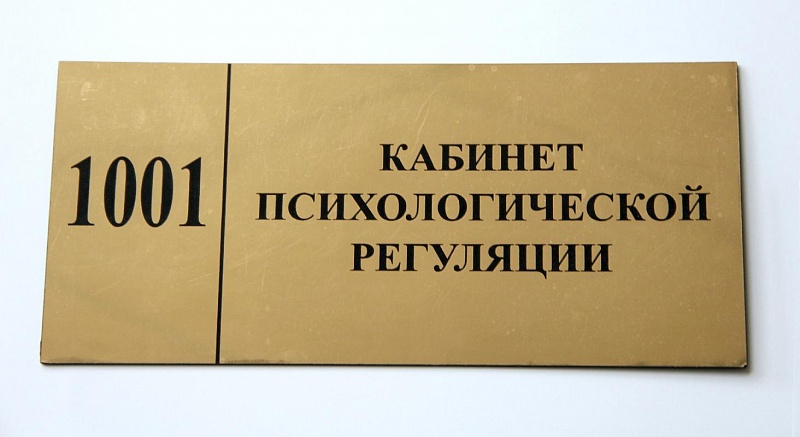 1001
КАБИНЕТ
ПСИХОЛОГИЧЕСКОЙ
РЕГУЛЯЦИИ